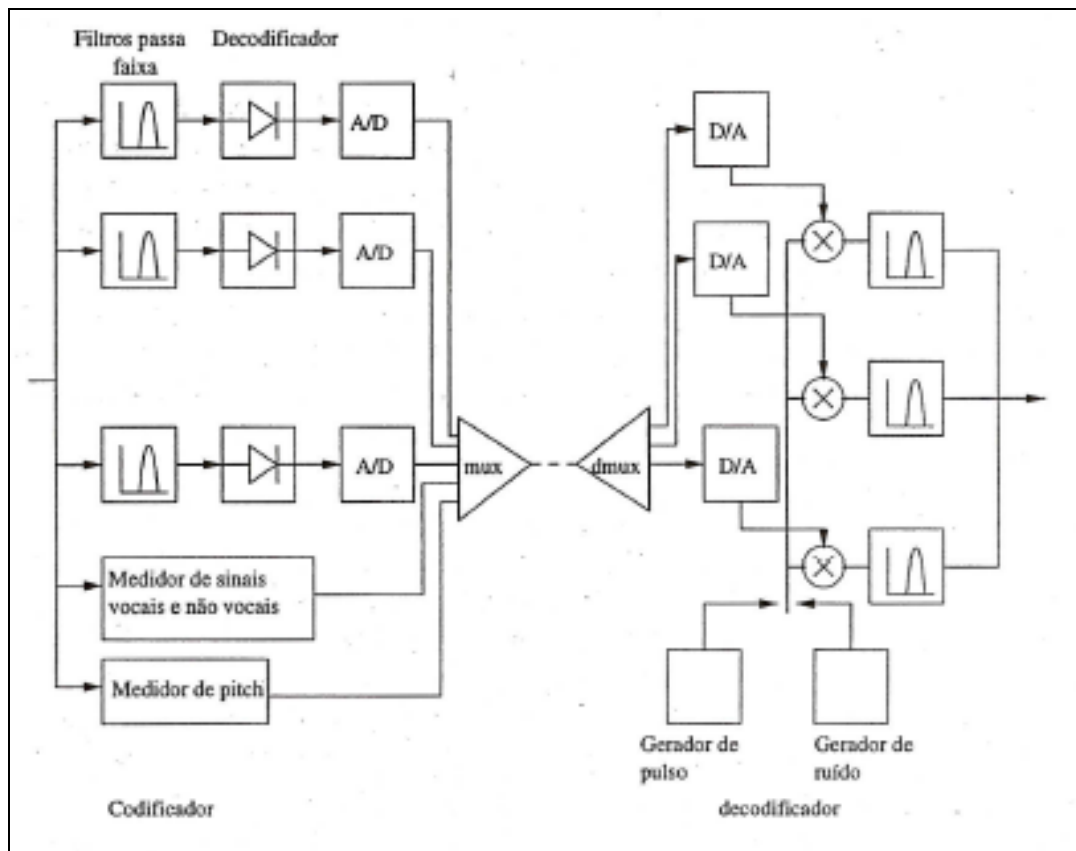 Filtros passa
faixa
Decodificador
A/D
A/D
A/D
mux
Medidor de sinais
vocais e não vocais
Medidor de pitch
Codificador
D/A
D/A
D/A
dmux
Gerador de
pulso
Gerador de
ruído
decodificador